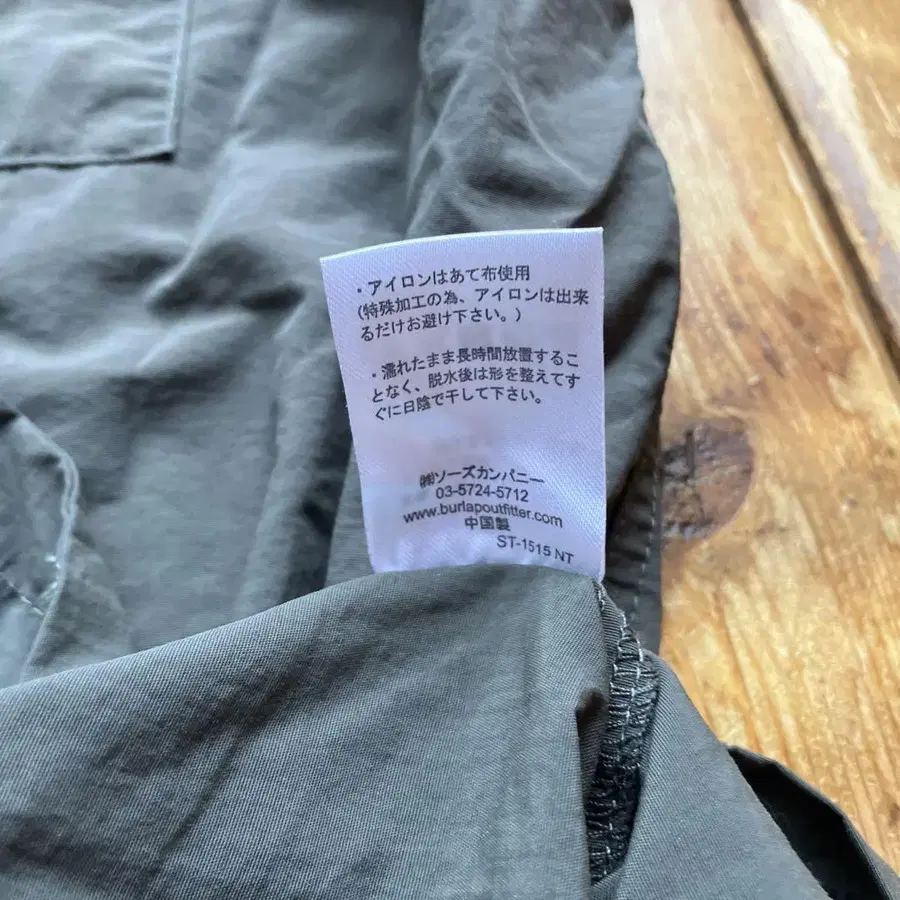 ・アイロンはあて布使用
(特殊加工の為、アイロンは出来
るだけお避け下さい。)
・濡れたまま長時間放置するこ
となく、脱水後は形を整えてす
ぐに日陰で干して下さい。
㈱ソーズカンパニー
03-5724-5712
www.burlapoutfitter.com
中国製
ST-1515 NT